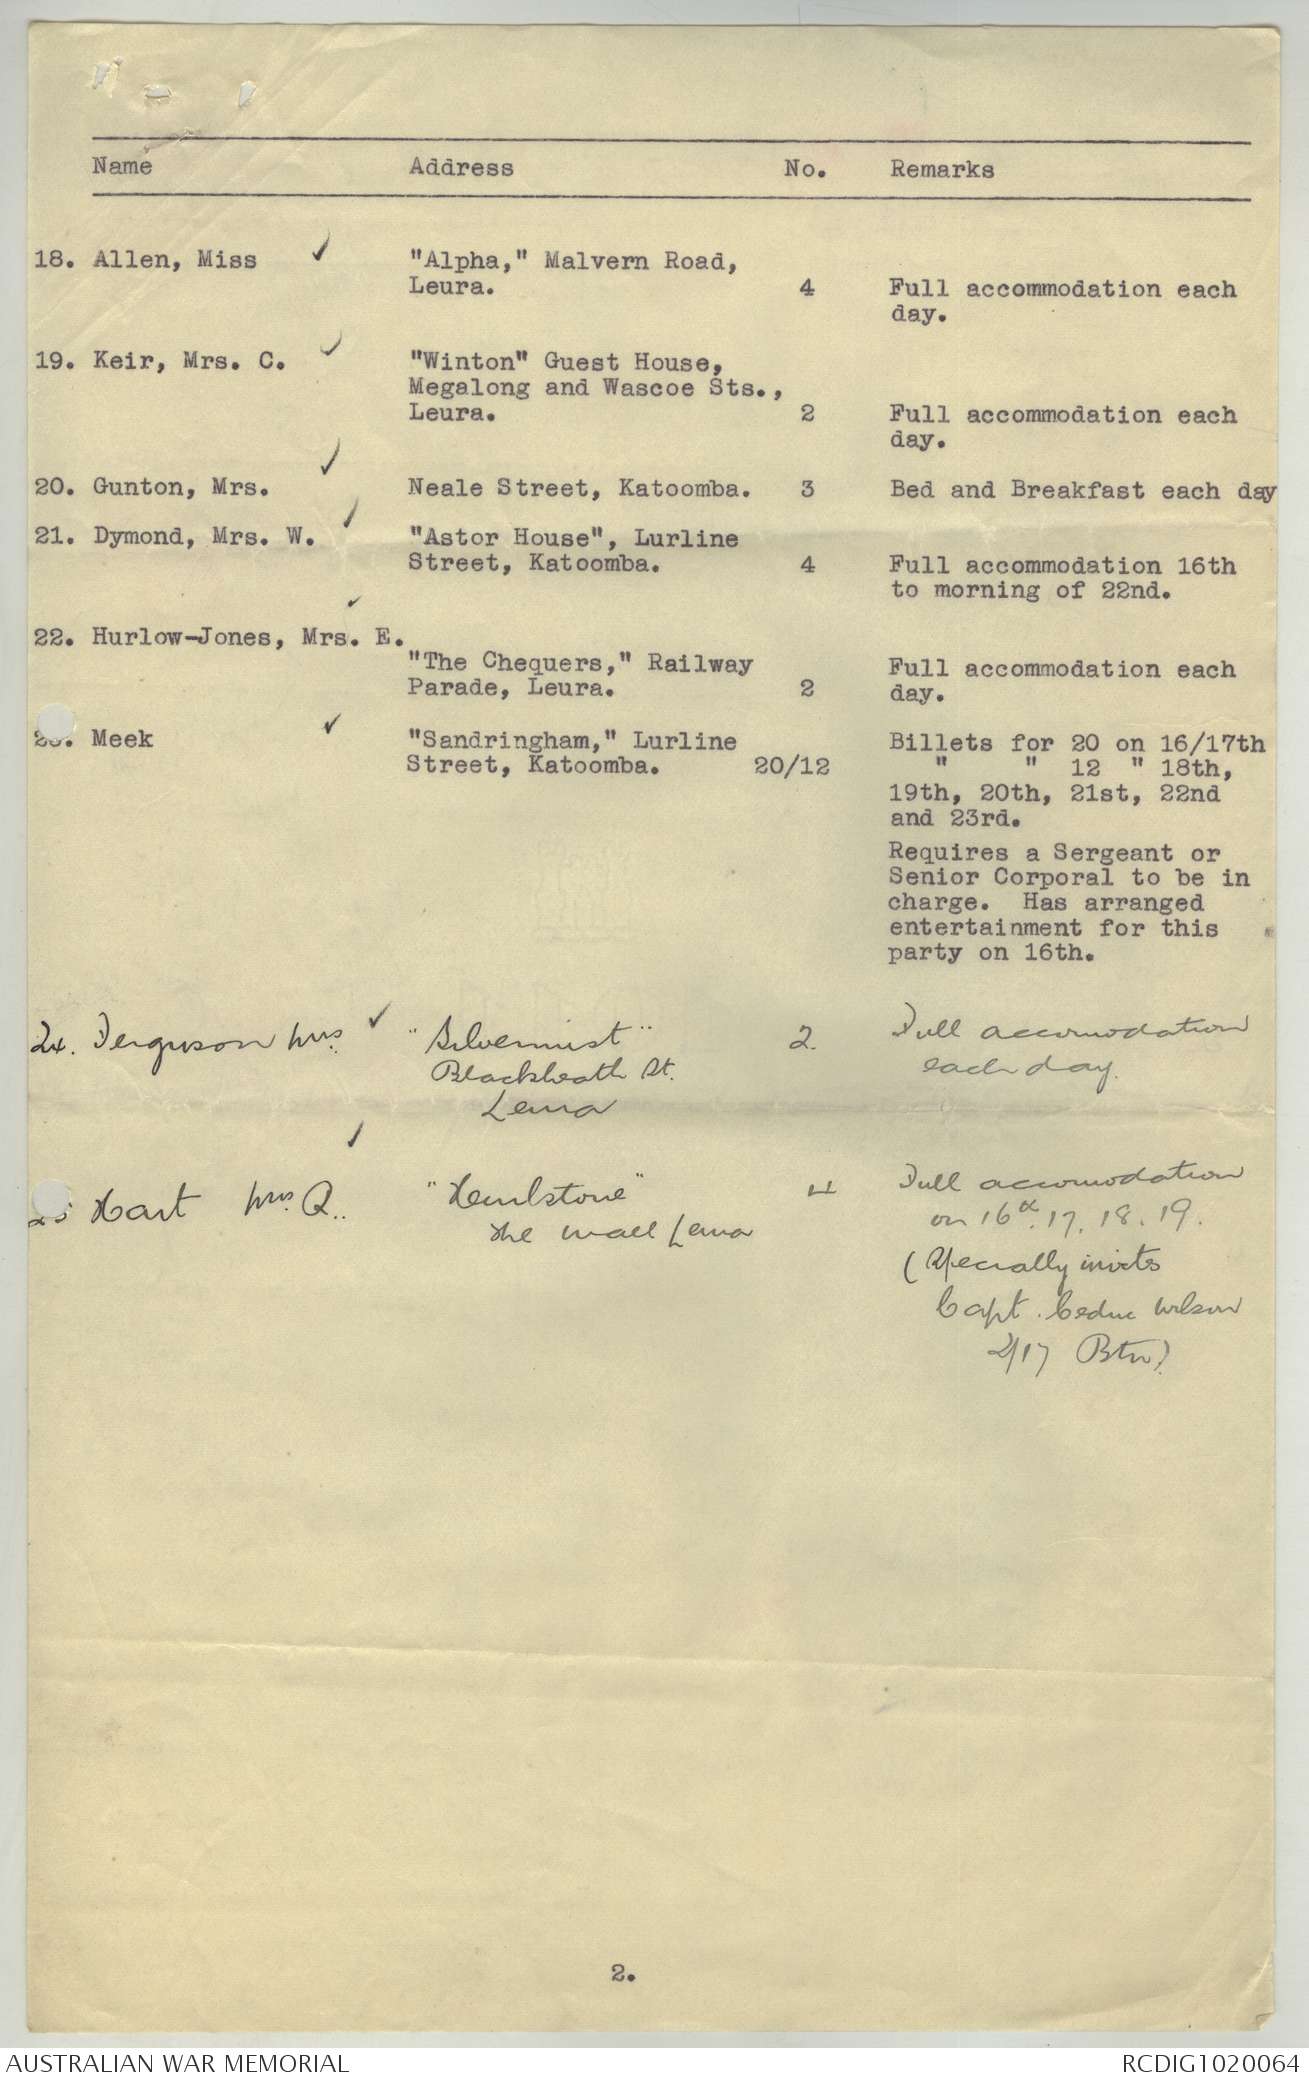 Name Address No. Remarks
18. Allen, Miss ✓ "Alpha," Malvern Road,
Leura. 4 Full accommodation each
day.
19. Keir, Mrs. C. ✓ "Winton" Guest House,
Megalong and Wascoe Sts.,
Leura. 2 Full accommodation each
day.
20. Gunton, Mrs. ✓ Neale Street, Katoomba. 3 Bed and Breakfast each day
21. Dymond, Mrs. W. ✓ "Astor House", Lurline
Street, Katoomba. 4 Full accommodation 16th
to morning of 22nd.
22. Hurlow-Jones, Mrs. E. ✓
"The Chequers," Railway Full accommodation each
Parade, Leura. 2 day.
23. Meek ✓ "Sandringham," Lurline Billets for 20 on 16/17th
Street, Katoomba. 20/12 " " 12 " 18th,
19th, 20th, 21st, 22nd
and 23rd.
Requires a Sergeant or
Senior Corporal to be in
charge. Has arranged
entertainment for this
party on 16th.
24. Ferguson Mrs. ✓ "Silvermist" 2. Full accomodation
Blackheath St. each day.
Leura
25 Hart Mrs. R.. ✓ "Hemlstone" 4 Full accomodation
The Mall Leura on 16th. 17. 18. 19.
(Specially invites
Capt. Cedric Wilson
2/17 Btn)
2.
AUSTRALIAN WAR MEMORIAL RCDIG1020064